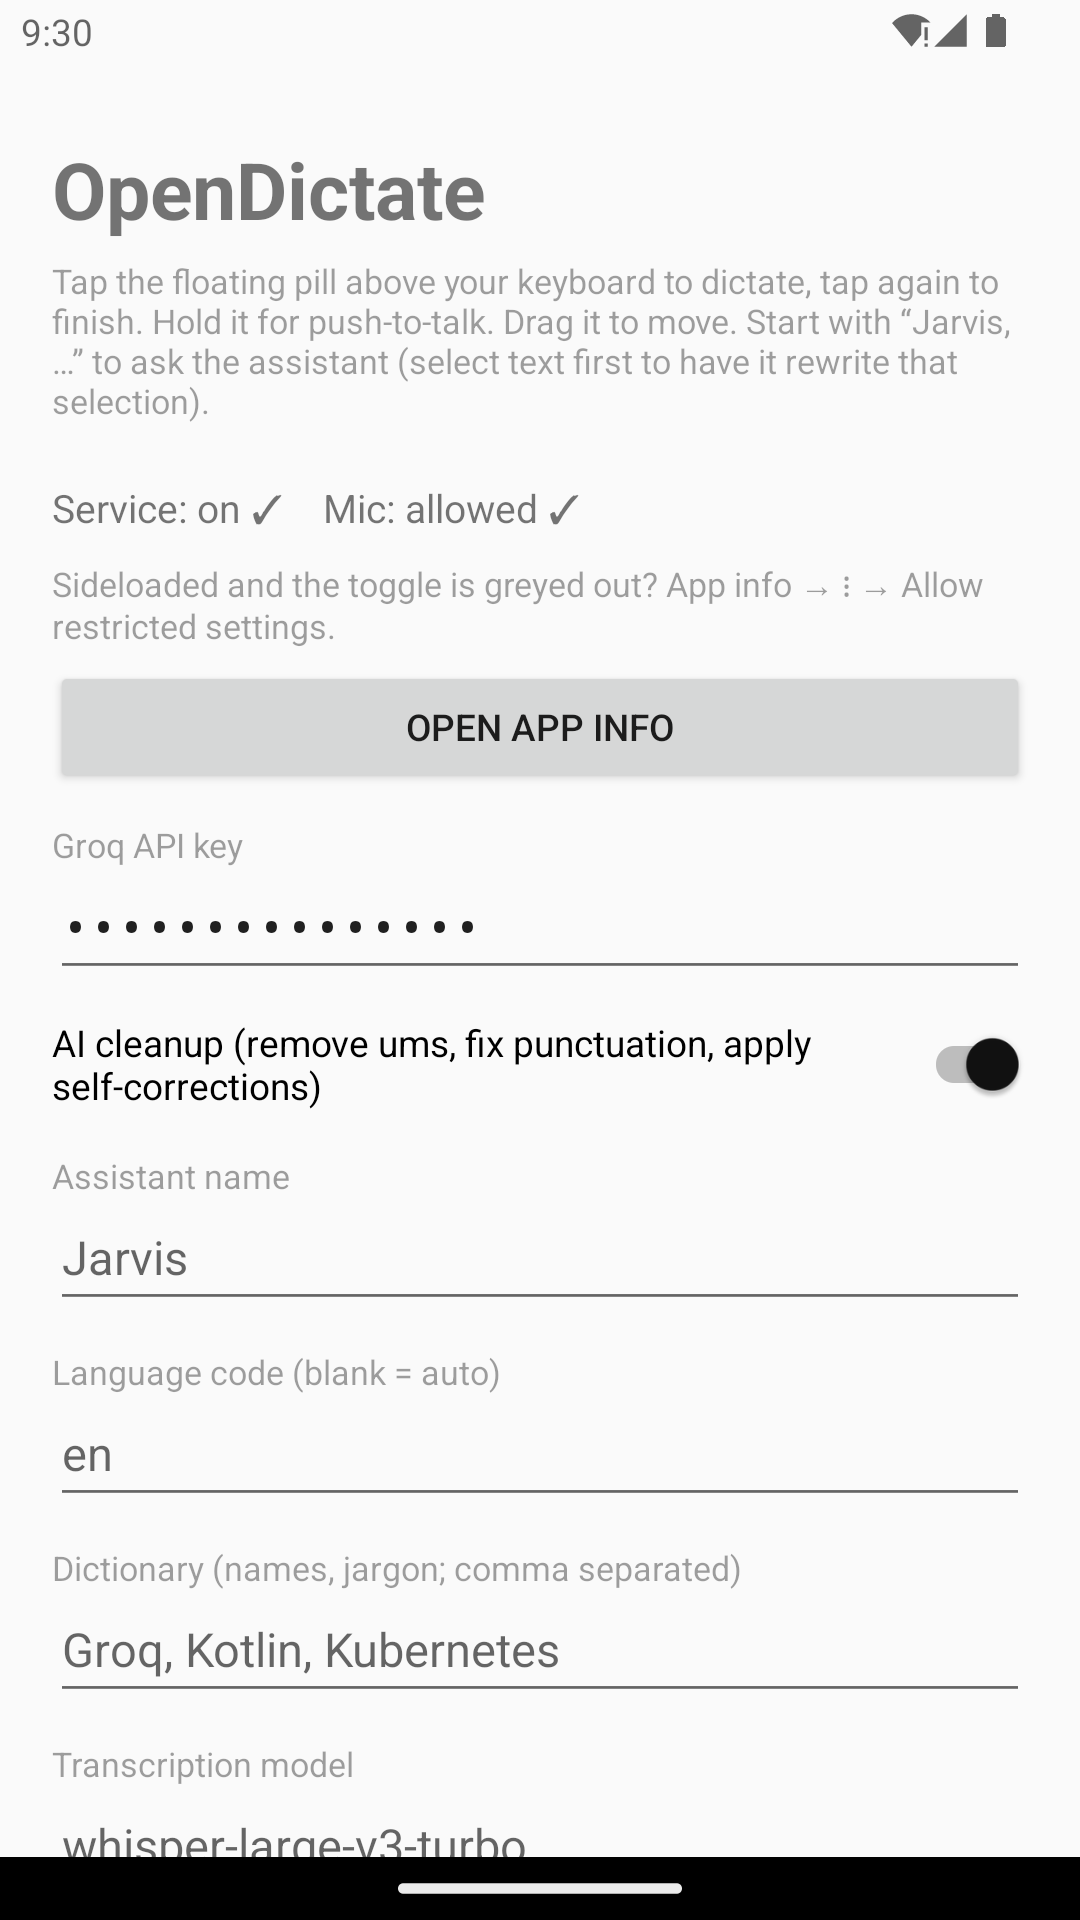 9:30
OpenDictate
Tap the floating pill above your keyboard to dictate, tap again to
finish. Hold it for push-to-talk. Drag it to move. Start with “Jarvis,
…” to ask the assistant (select text first to have it rewrite that
selection).
Service: on ✓ Mic: allowed ✓
Sideloaded and the toggle is greyed out? App info → ⋮ → Allow
restricted settings.
OPEN APP INFO
Groq API key
•••••••••••••••
AI cleanup (remove ums, fix punctuation, apply
self-corrections)
Assistant name
Jarvis
Language code (blank = auto)
en
Dictionary (names, jargon; comma separated)
Groq, Kotlin, Kubernetes
Transcription model
whisper-large-v3-turbo